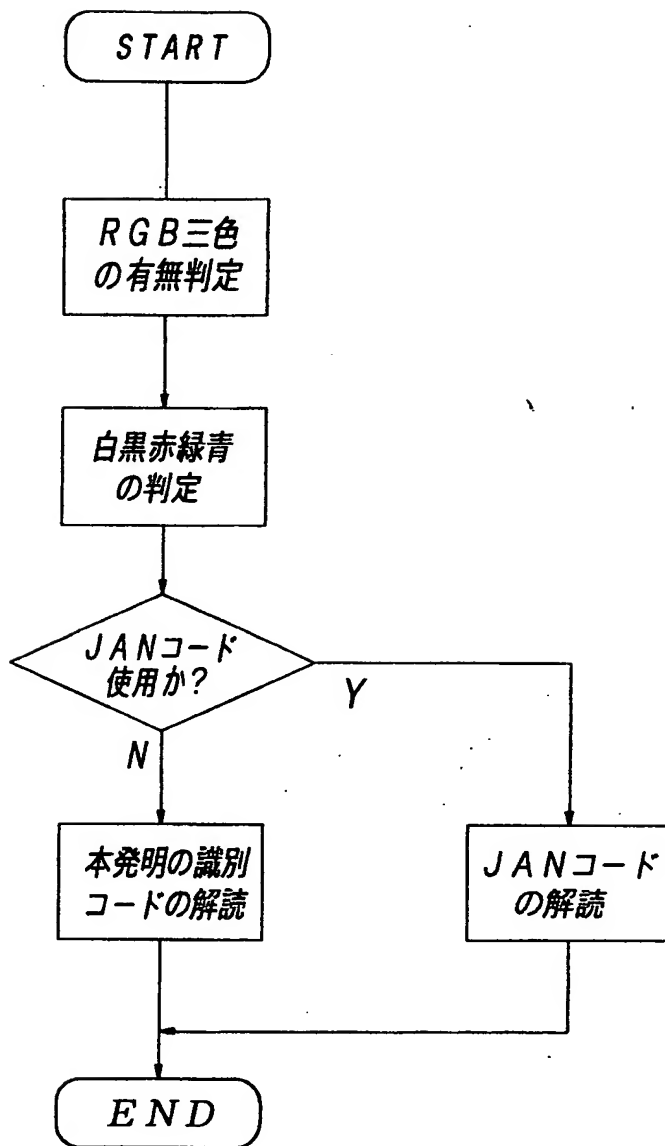 START
RGB三色
の有無判定
白黒赤緑青
の判定
JANコード
使用か?
Y
N
本発明の識別
コードの解読
JANコード
の解読
END